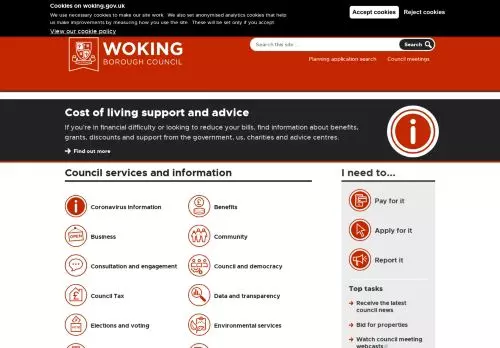 Cookies on woking.gov.uk
We use necessary cookies to make our site work. We also set anonymised analytics cookies that help
us make improvements by measuring how you use the site. These will be set only if you accept.
View our cookie policy
Accept cookies
Reject cookies
WOKING
BOROUGH COUNCIL
Search this site ...
Search
Planning application search
Council meetings
Cost of living support and advice
If you're in financial difficulty or looking to reduce your bills, find information about benefits,
grants, discounts and support from the government, us, charities and advice centres.
Find out more
Council services and information
Coronavirus information
Benefits
Business
Community
Consultation and engagement
Council and democracy
Council Tax
Data and transparency
Elections and voting
Environmental services
I need to...
Pay for it
Apply for it
Report it
Top tasks
Receive the latest
council news
Bid for properties
Watch council meeting
webcasts